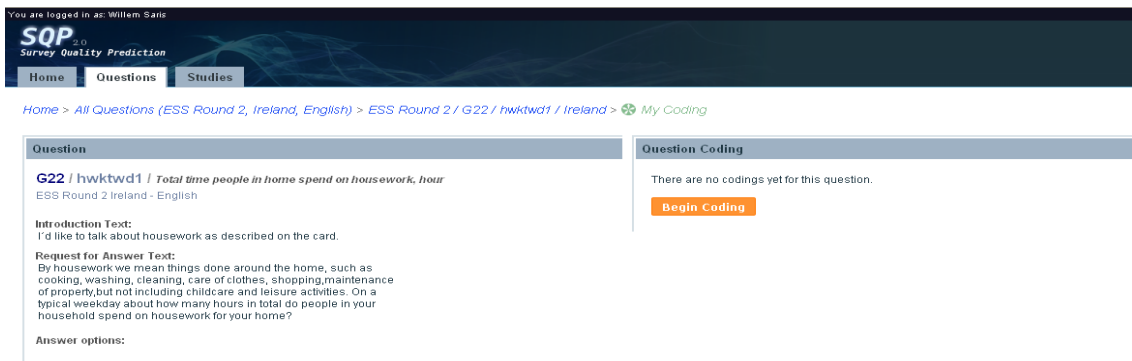 You are logged in as: Willem Saris
SQP 2.0
Survey Quality Prediction
Home Questions Studies
Home > All Questions (ESS Round 2, Ireland, English) > ESS Round 2 / G22 / hwktwd1 / Ireland > My Coding
Question
G22 / hwktwd1 / Total time people in home spend on housework, hour
ESS Round 2 Ireland - English
Introduction Text:
I´d like to talk about housework as described on the card.
Request for Answer Text:
By housework we mean things done around the home, such as
cooking, washing, cleaning, care of clothes, shopping,maintenance
of property,but not including childcare and leisure activities. On a
typical weekday about how many hours in total do people in your
household spend on housework for your home?
Answer options:
Question Coding
There are no codings yet for this question.
Begin Coding